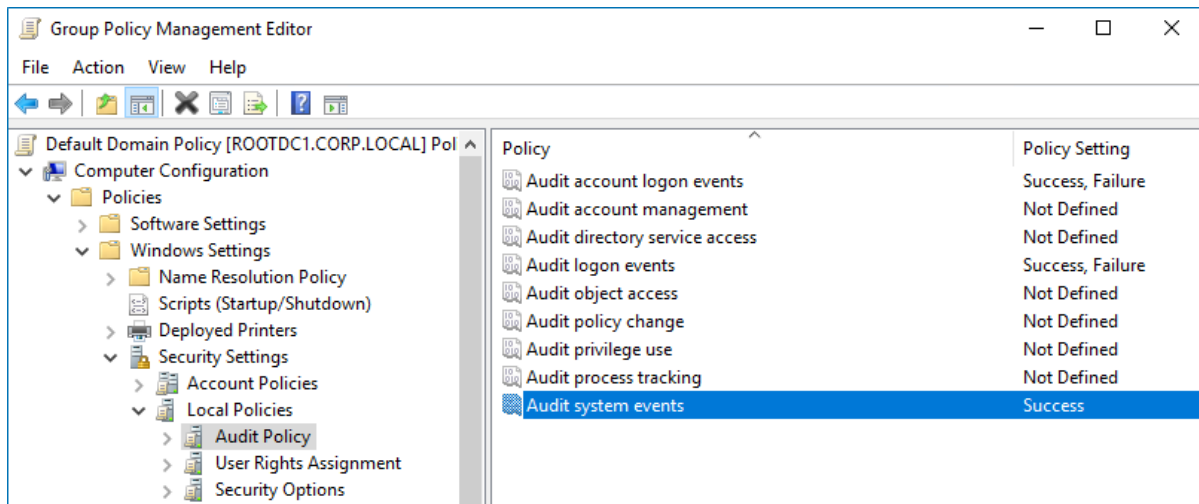 Group Policy Management Editor
File Action View Help
Default Domain Policy [ROOTDC1.CORP.LOCAL] Pol
Computer Configuration
Policies
Software Settings
Windows Settings
Name Resolution Policy
Scripts (Startup/Shutdown)
Deployed Printers
Security Settings
Account Policies
Local Policies
Audit Policy
User Rights Assignment
Security Options
Policy Policy Setting
Audit account logon events Success, Failure
Audit account management Not Defined
Audit directory service access Not Defined
Audit logon events Success, Failure
Audit object access Not Defined
Audit policy change Not Defined
Audit privilege use Not Defined
Audit process tracking Not Defined
Audit system events Success